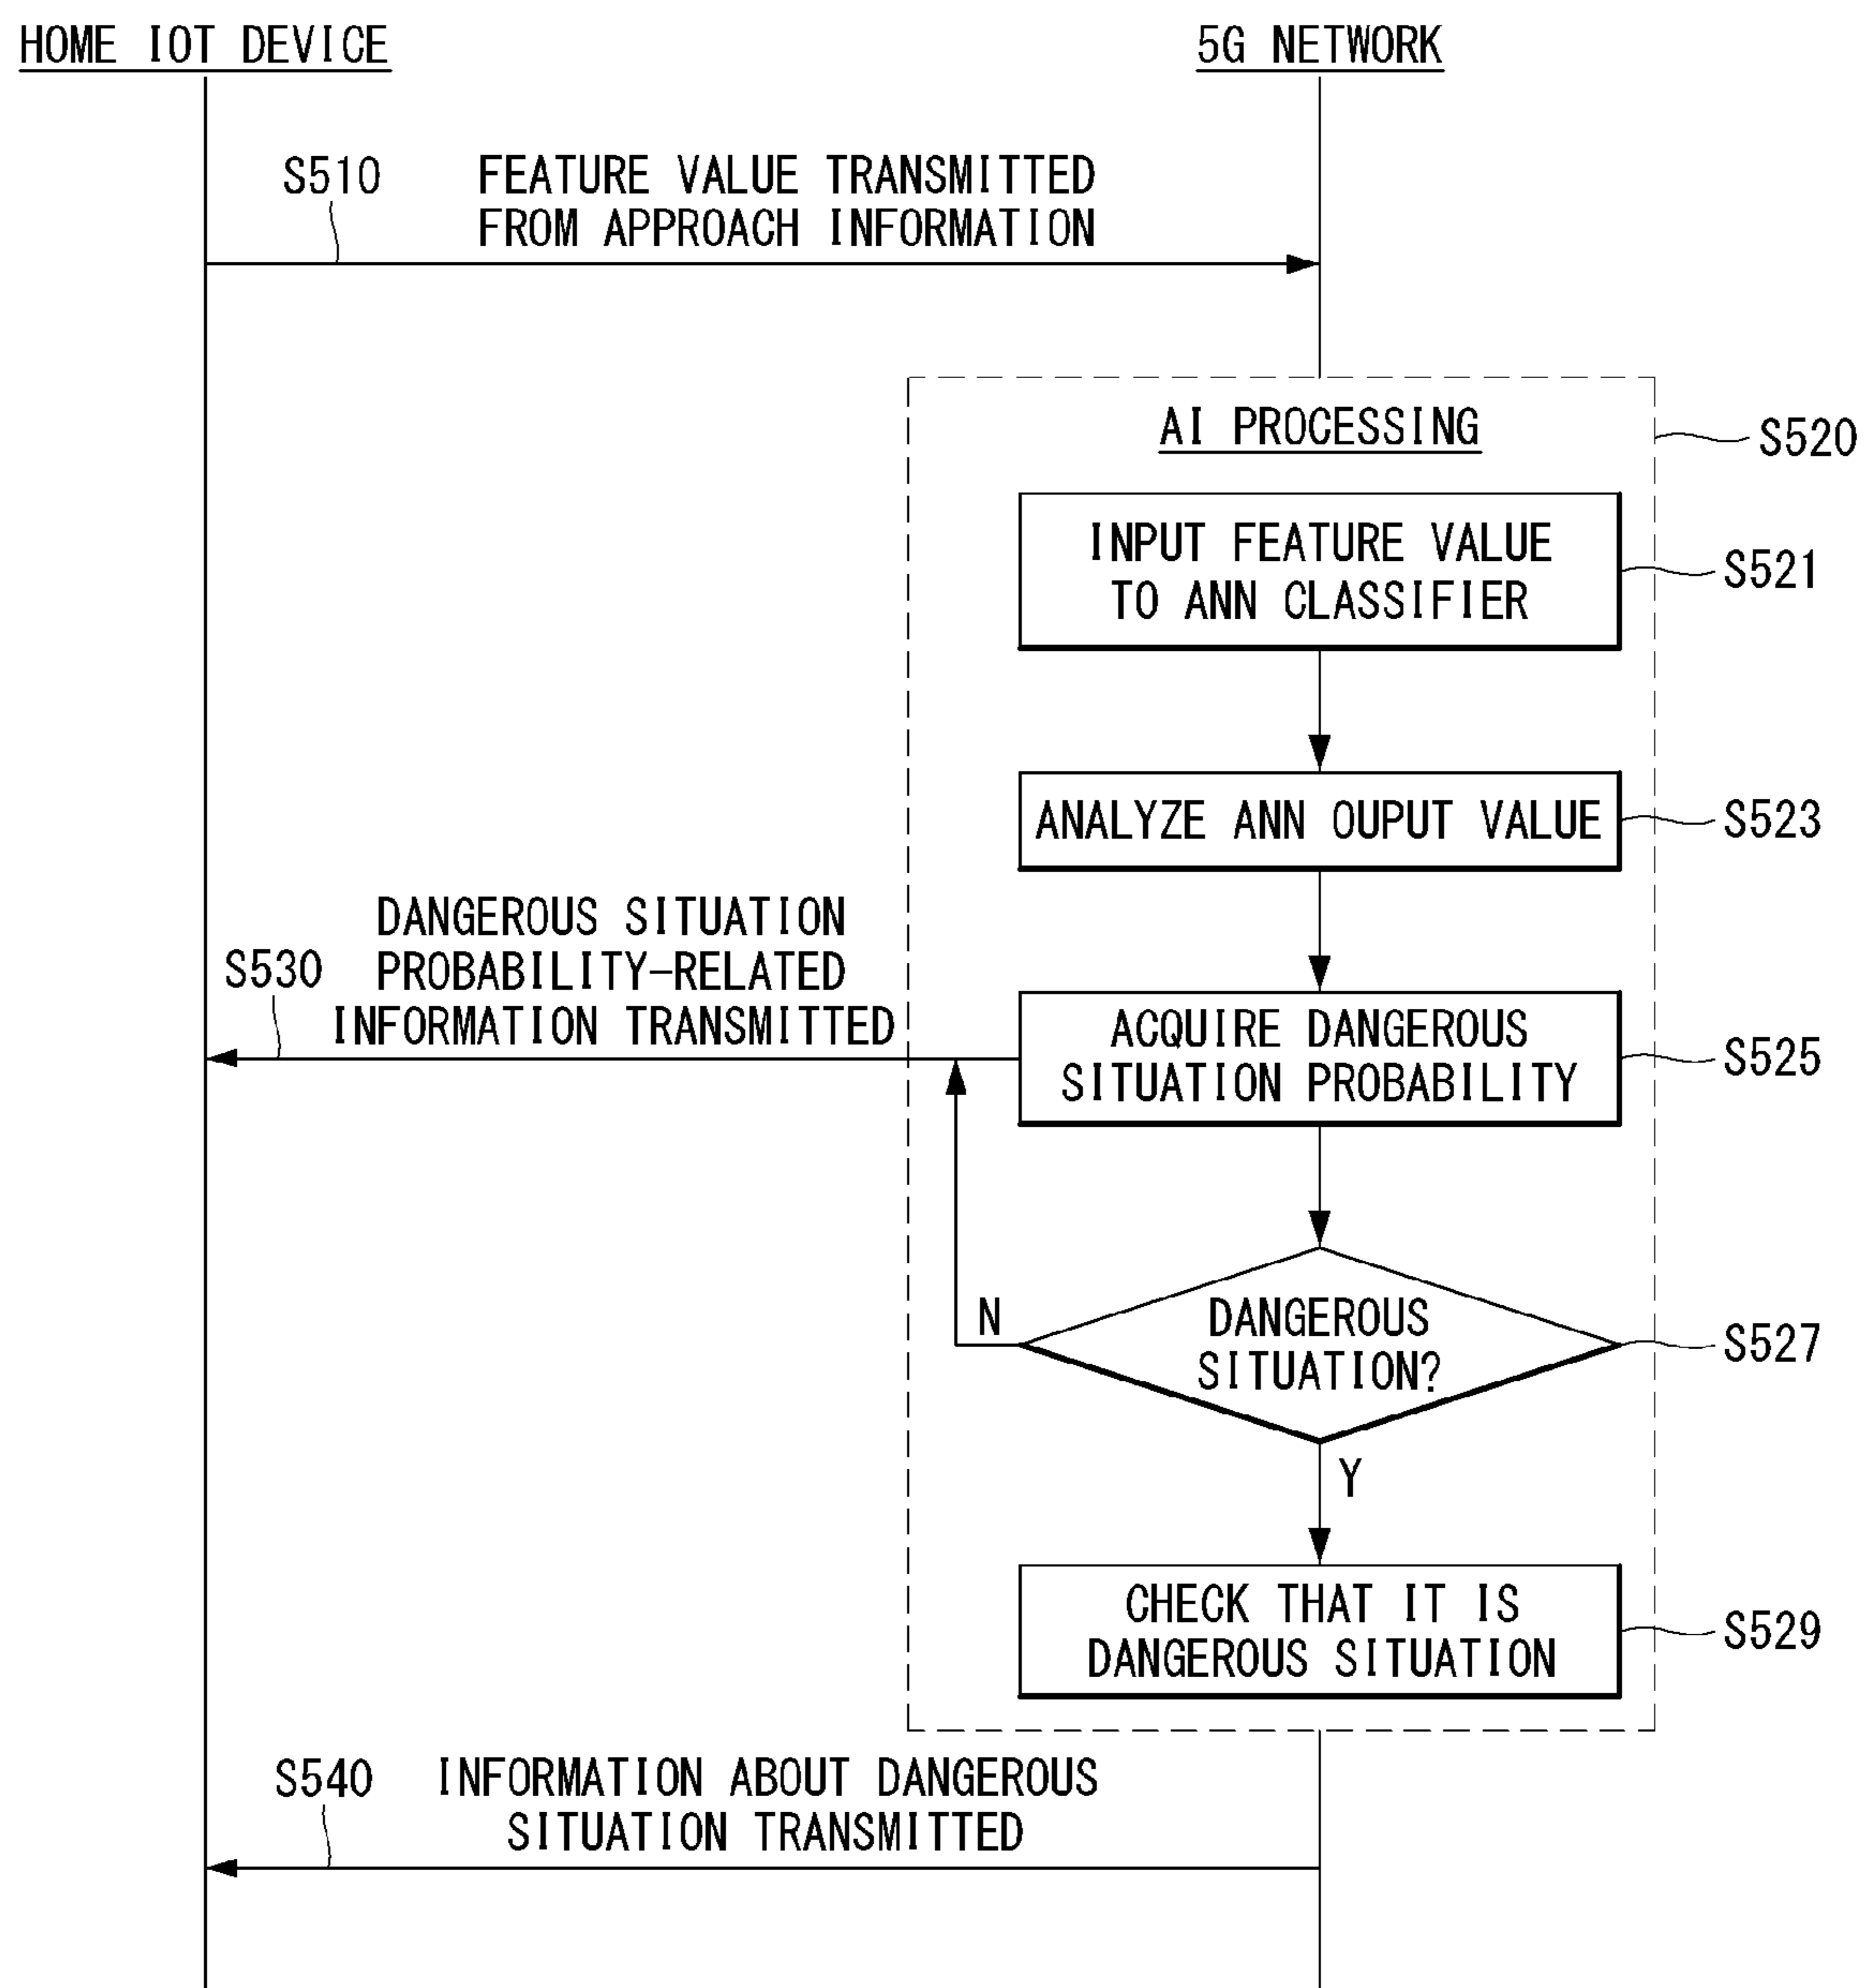 HOME IOT DEVICE
5G NETWORK
S510
FEATURE VALUE TRANSMITTED
FROM APPROACH INFORMATION
AI PROCESSING
S520
INPUT FEATURE VALUE
TO ANN CLASSIFIER
S521
ANALYZE ANN OUPUT VALUE
S523
DANGEROUS SITUATION
PROBABILITY-RELATED
INFORMATION TRANSMITTED
S530
ACQUIRE DANGEROUS
SITUATION PROBABILITY
S525
N
DANGEROUS
SITUATION?
S527
Y
CHECK THAT IT IS
DANGEROUS SITUATION
S529
S540
INFORMATION ABOUT DANGEROUS
SITUATION TRANSMITTED